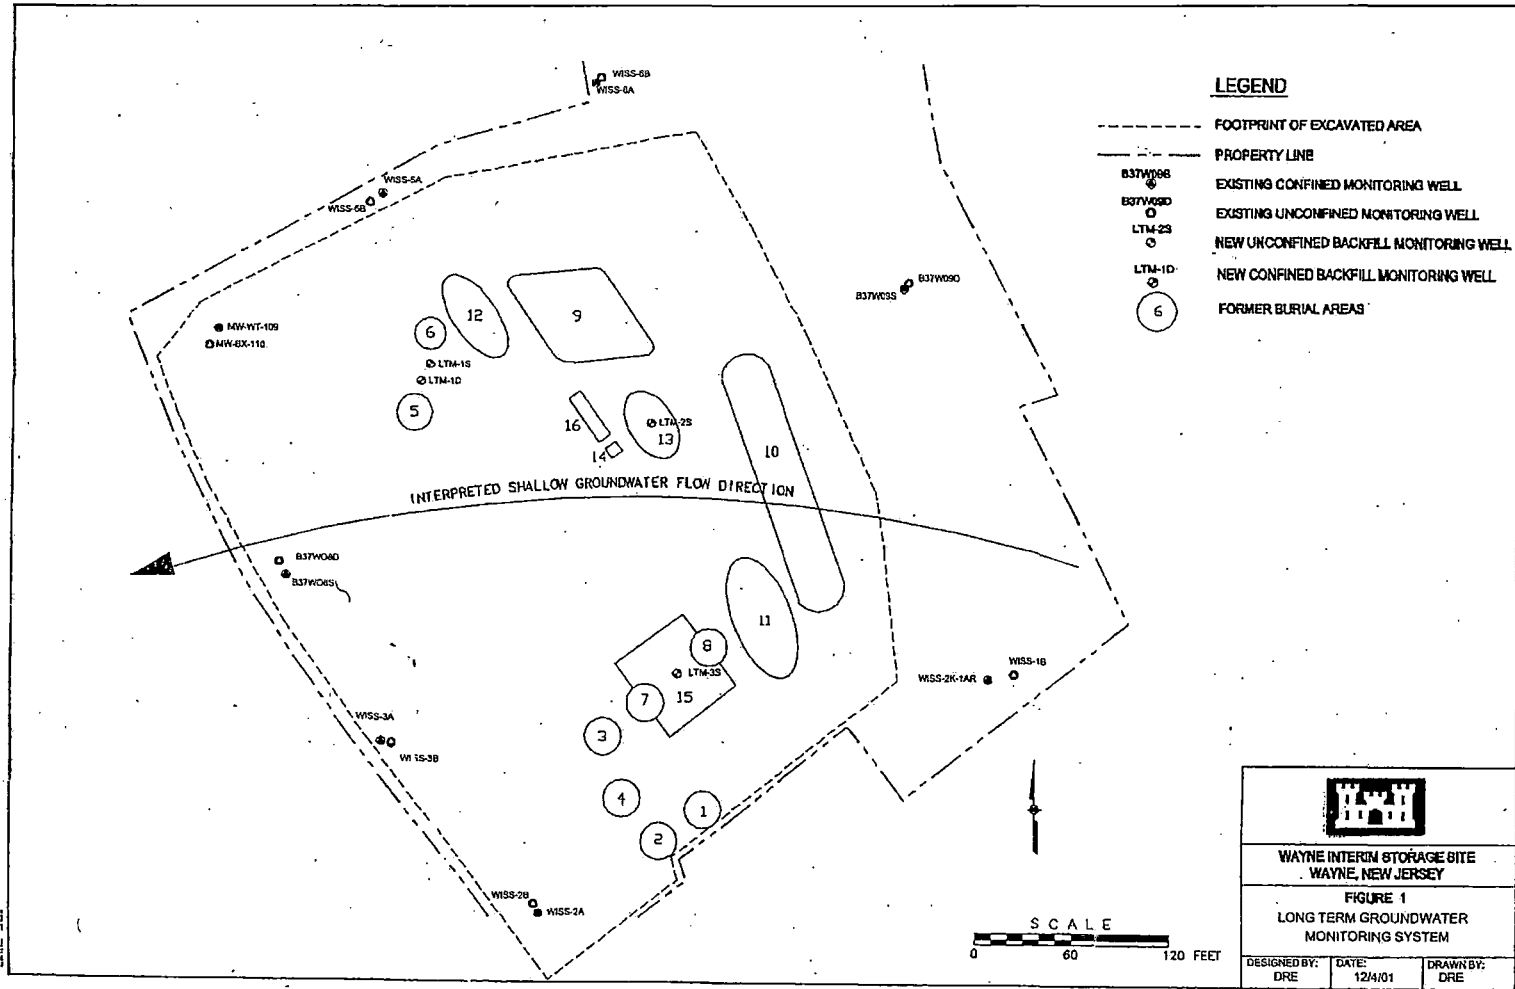 WISS-6B
WISS-6A
LEGEND
FOOTPRINT OF EXCAVATED AREA
PROPERTY LINE
B37W09S
EXISTING CONFINED MONITORING WELL
B37W09D
EXISTING UNCONFINED MONITORING WELL
LTM-2S
NEW UNCONFINED BACKFILL MONITORING WELL
LTM-1D
NEW CONFINED BACKFILL MONITORING WELL
6
FORMER BURIAL AREAS
WISS-5A
WISS-5B
B37W09D
B37W09S
MW-WT-109
MW-BX-110
12
9
6
LTM-1S
LTM-1D
5
16
LTM-2S
13
14
10
INTERPRETED SHALLOW GROUNDWATER FLOW DIRECTION
B37W08D
B37W08S
11
8
LTM-3S
7
15
WISS-1B
WISS-2K-1AR
WISS-3A
WISS-3B
3
4
1
2
WISS-2B
WISS-2A
SCALE
0 60 120 FEET
WAYNE INTERIM STORAGE SITE
WAYNE, NEW JERSEY
FIGURE 1
LONG TERM GROUNDWATER
MONITORING SYSTEM
DESIGNED BY:
DRE
DATE:
12/4/01
DRAWN BY:
DRE